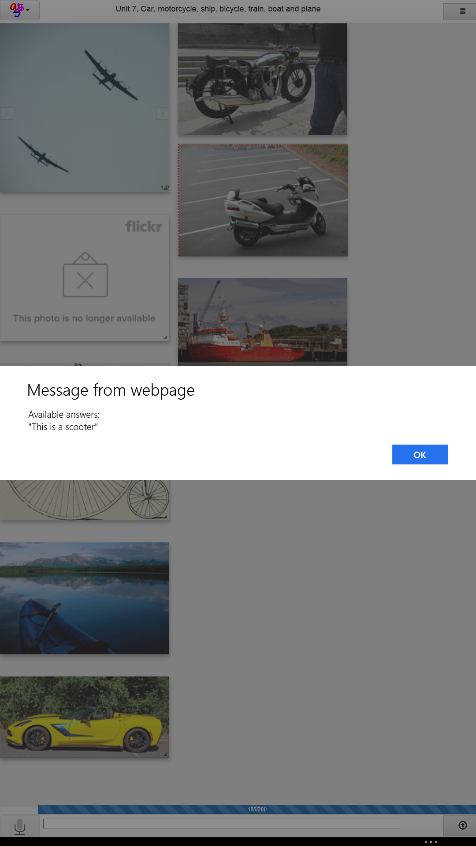 Unit 7, Car, motorcycle, ship, bicycle, train, boat and plane
flickr
This photo is no longer available
Message from webpage
Available answers:
"This is a scooter"
OK